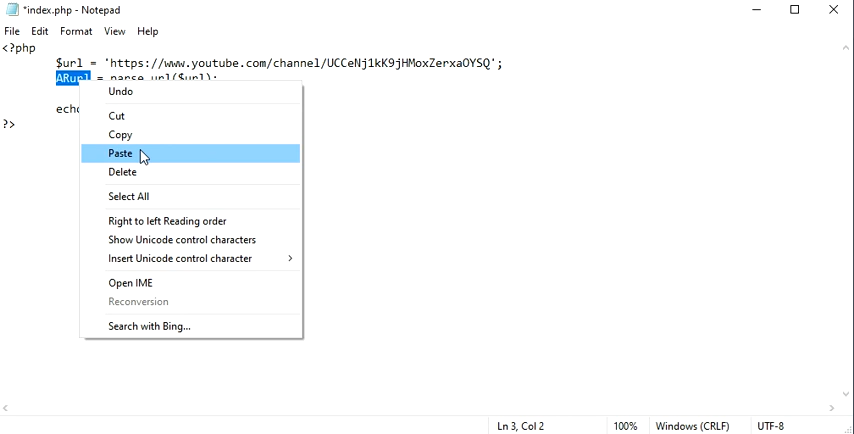 *index.php - Notepad
File Edit Format View Help
<?php
$url = 'https://www.youtube.com/channel/UCCeNj1kK9jHMoxZerxaOYSQ';
ARurl = parse_url($url);
echo
?>
Undo
Cut
Copy
Paste
Delete
Select All
Right to left Reading order
Show Unicode control characters
Insert Unicode control character
Open IME
Reconversion
Search with Bing...
Ln 3, Col 2 100% Windows (CRLF) UTF-8